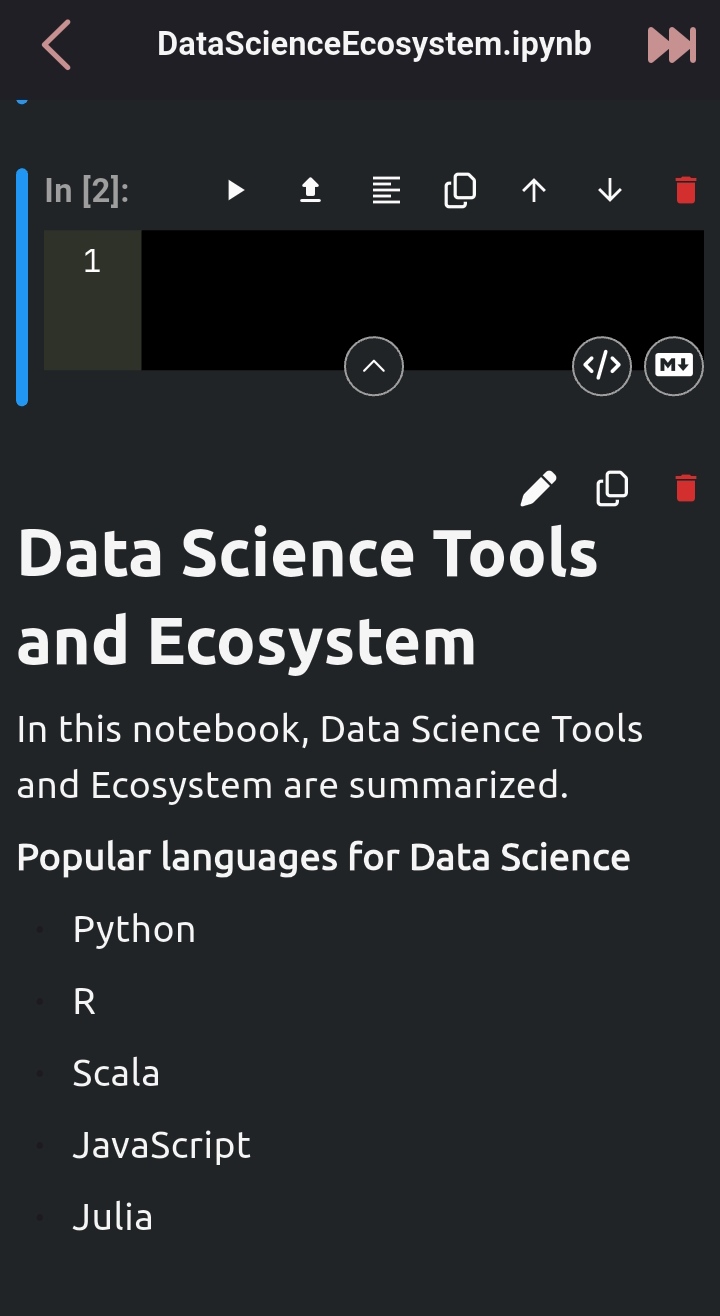 DataScienceEcosystem.ipynb
In [2]:
1
</>
M
Data Science Tools
and Ecosystem
In this notebook, Data Science Tools
and Ecosystem are summarized.
Popular languages for Data Science
Python
R
Scala
JavaScript
Julia